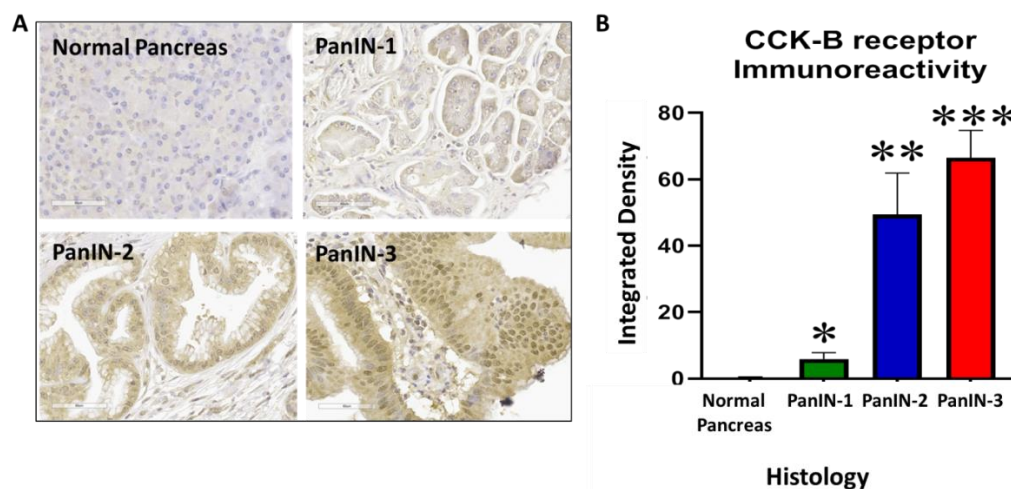 A
Normal Pancreas
PanIN-1
PanIN-2
PanIN-3
B
CCK-B receptor
Immunoreactivity
Integrated Density
80
60
40
20
0
*
**
***
Normal
Pancreas
PanIN-1
PanIN-2
PanIN-3
Histology